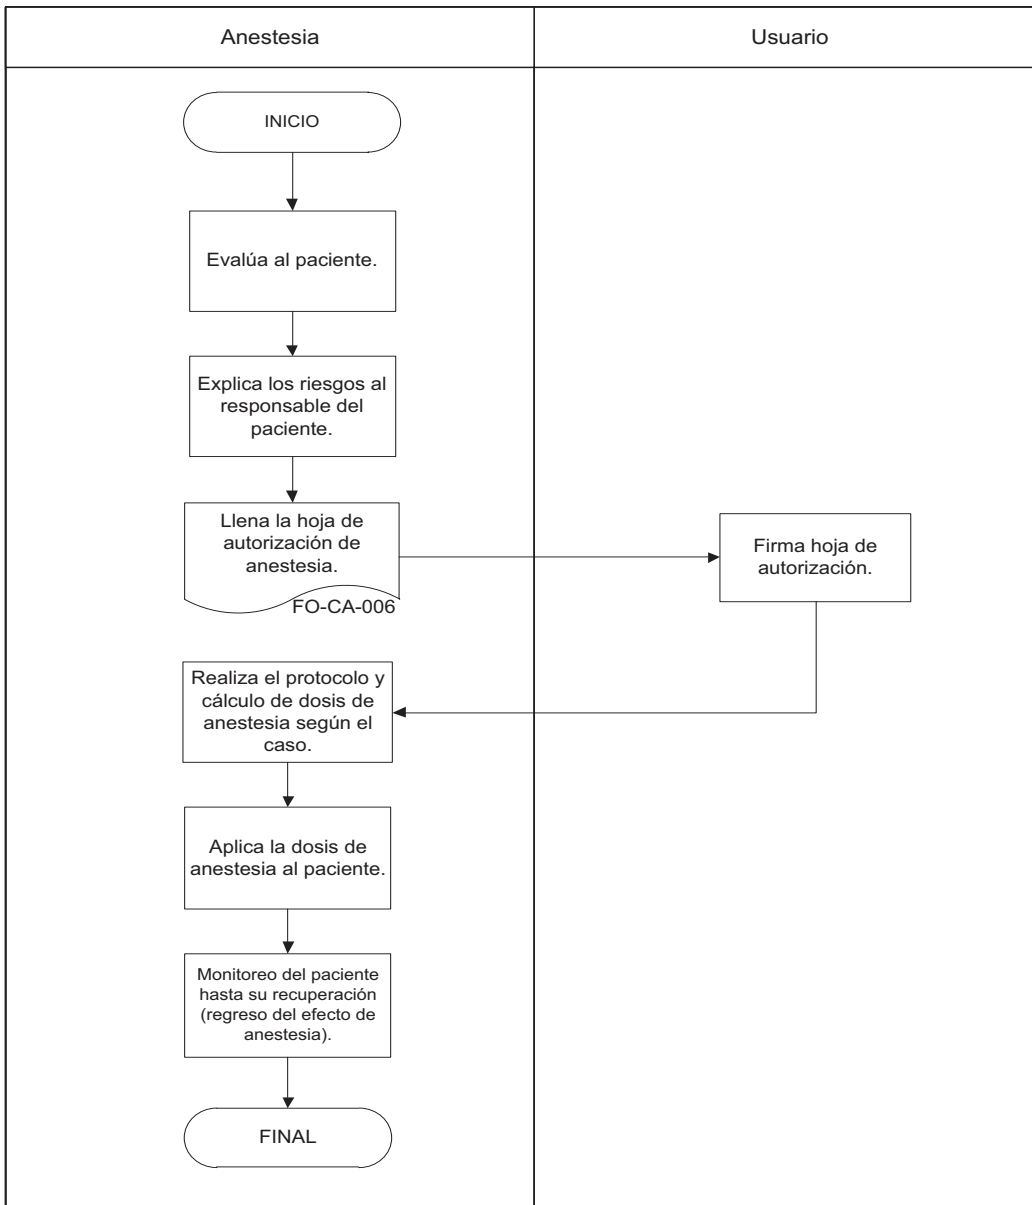 Anestesia
Usuario
INICIO
Evalúa al paciente.
Explica los riesgos al
responsable del
paciente.
Llena la hoja de
autorización de
anestesia.
FO-CA-006
Firma hoja de
autorización.
Realiza el protocolo y
cálculo de dosis de
anestesia según el
caso.
Aplica la dosis de
anestesia al paciente.
Monitoreo del paciente
hasta su recuperación
(regreso del efecto de
anestesia).
FINAL